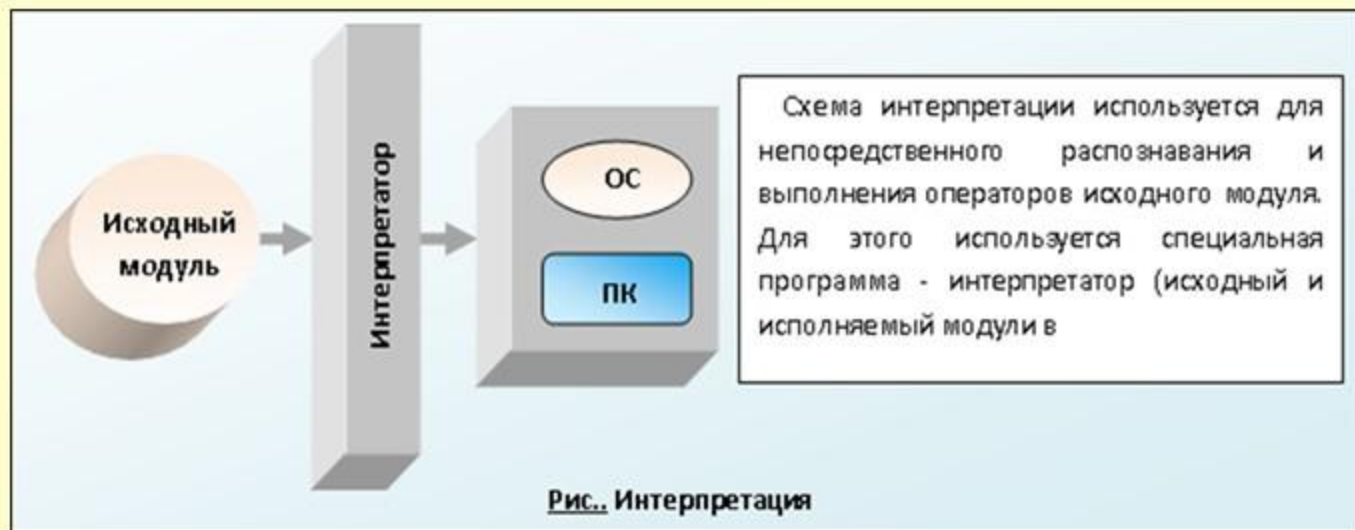 Исходный
модуль
Интерпретатор
ОС
ПК
Схема интерпретации используется для
непосредственного распознавания и
выполнения операторов исходного модуля.
Для этого используется специальная
программа - интерпретатор (исходный и
исполняемый модули в
Рис.. Интерпретация